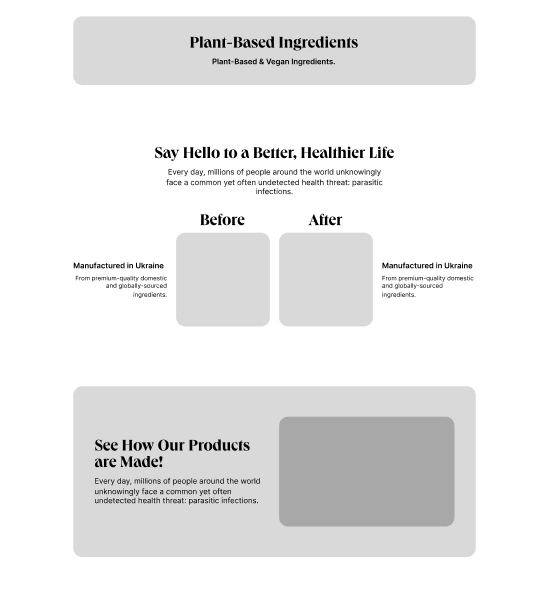 Plant-Based Ingredients
Plant-Based & Vegan Ingredients.
Say Hello to a Better, Healthier Life
Every day, millions of people around the world unknowingly
face a common yet often undetected health threat: parasitic
infections.
Before
After
Manufactured in Ukraine
From premium-quality domestic
and globally-sourced
ingredients.
Manufactured in Ukraine
From premium-quality domestic
and globally-sourced
ingredients.
See How Our Products
are Made!
Every day, millions of people around the world
unknowingly face a common yet often
undetected health threat: parasitic infections.